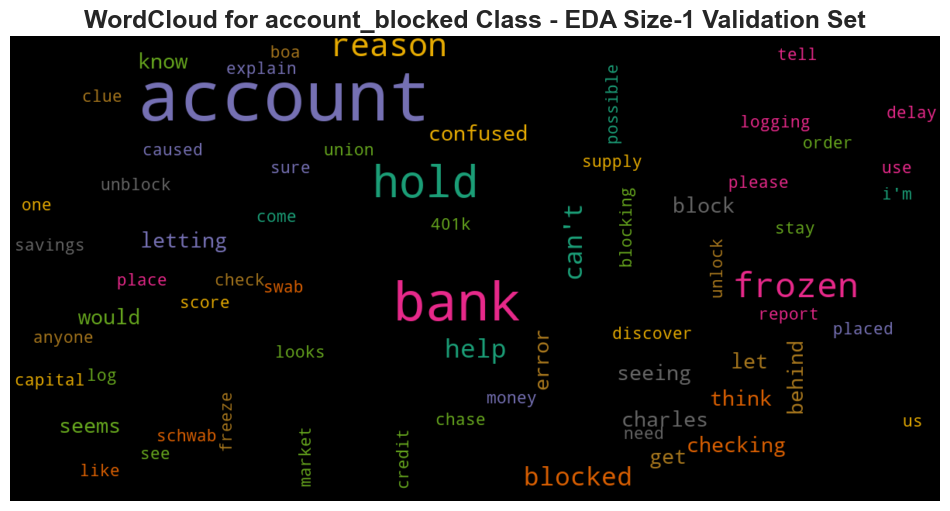 WordCloud for account_blocked Class - EDA Size-1 Validation Set
reason
boa
know
tell
explain
account
clue
possible
delay
logging
confused
order
caused
union
supply
sure
use
hold
please
unblock
i'm
one
block
blocking
come
can't
401k
stay
letting
savings
unlock
place
check
frozen
swab
bank
score
report
would
placed
discover
anyone
error
help
looks
let
behind
seeing
capital
log
think
money
freeze
chase
charles
us
seems
need
schwab
checking
market
credit
see
get
like
blocked